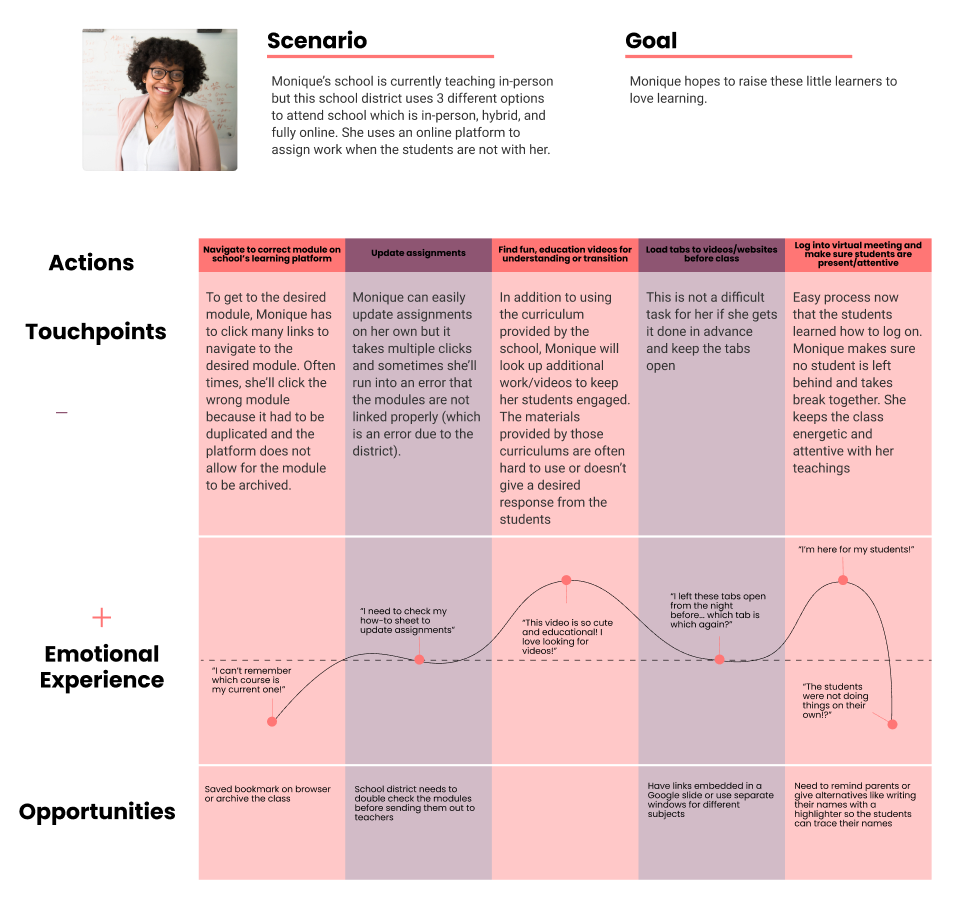 Scenario
Monique's school is currently teaching in-person
but this school district uses 3 different options
to attend school which is in-person, hybrid, and
fully online. She uses an online platform to
assign work when the students are not with her.
Goal
Monique hopes to raise these little learners to
love learning.
Actions
Navigate to correct module on
school's learning platform
Update assignments
Find fun, education videos for
understanding or transition
Load tabs to videos/websites
before class
Log into virtual meeting and
make sure students are
present/attentive
Touchpoints
To get to the desired
module, Monique has
to click many links to
navigate to the
desired module. Often
times, she'll click the
wrong module
because it had to be
duplicated and the
platform does not
allow for the module
to be archived.
Monique can easily
update assignments
on her own but it
takes multiple clicks
and sometimes she'll
run into an error that
the modules are not
linked properly (which
is an error due to the
district).
In addition to using
the curriculum
provided by the
school, Monique will
look up additional
work/videos to keep
her students engaged.
The materials
provided by those
curriculums are often
hard to use or doesn't
give a desired
response from the
students
This is not a difficult
task for her if she gets
it done in advance
and keep the tabs
open
Easy process now
that the students
learned how to log on.
Monique makes sure
no student is left
behind and takes
break together. She
keeps the class
energetic and
attentive with her
teachings
–
+
Emotional
Experience
"I can't remember
which course is
my current one!"
"I need to check my
how-to sheet to
update assignments"
"This video is so cute
and educational! I
love looking for
videos!"
"I left these tabs open
from the night
before... which tab is
which again?"
"I'm here for my students!"
"The students
were not doing
things on their
own!?"
Opportunities
Saved bookmark on browser
or archive the class
School district needs to
double check the modules
before sending them out to
teachers
Have links embedded in a
Google slide or use separate
windows for different
subjects
Need to remind parents or
give alternatives like writing
their names with a
highlighter so the students
can trace their names